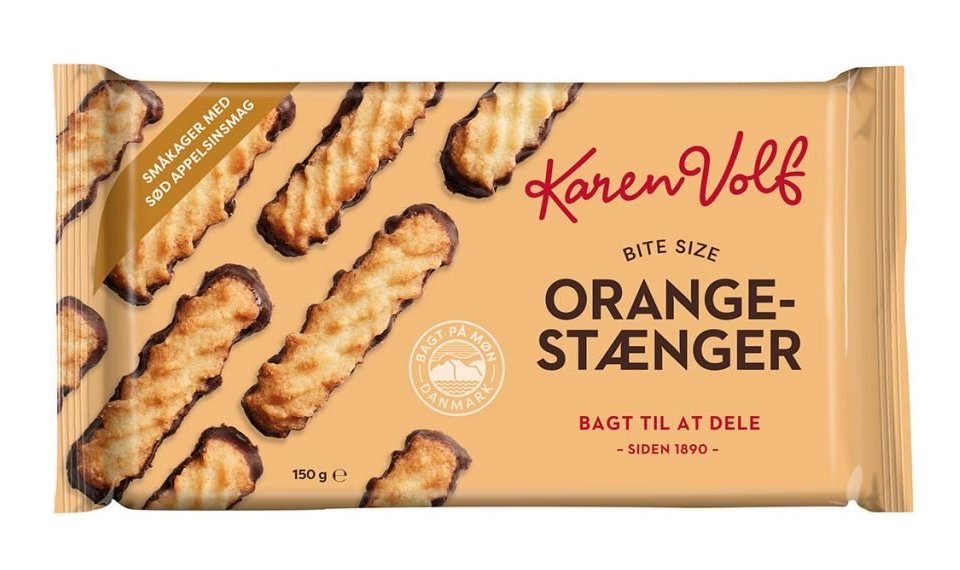 SMÅKAGER MED
SØD APPELSINSMAG
Karen Volf
BITE SIZE
ORANGE-
STÆNGER
BAGT PÅ MØN
DANMARK
BAGT TIL AT DELE
- SIDEN 1890 -
150 g ℮